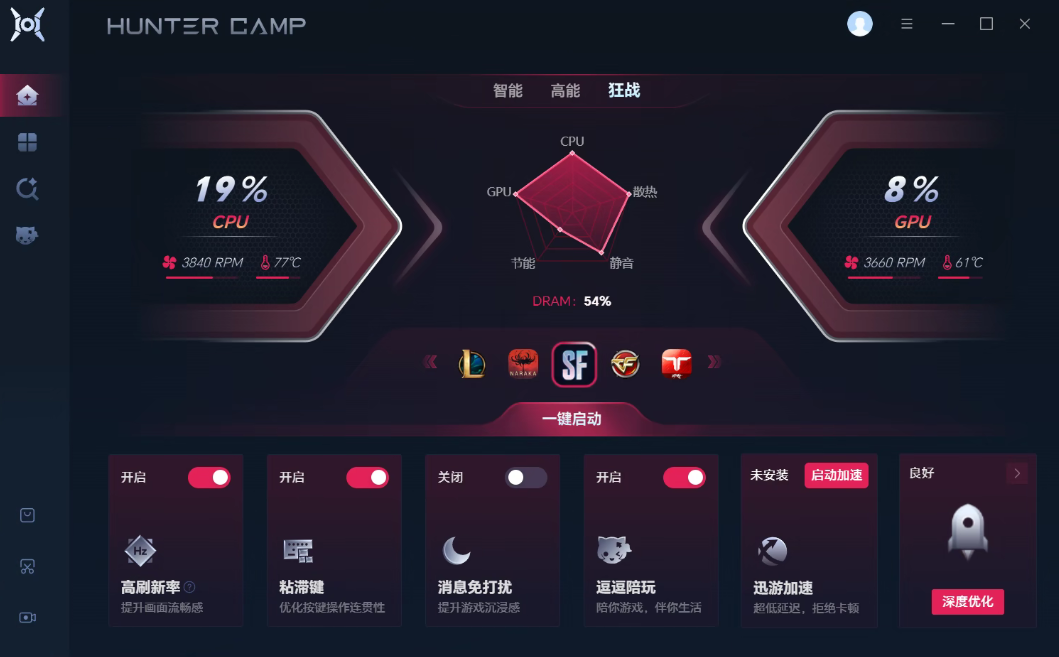 HUNTER CAMP
智能 高能 狂战
CPU
GPU
散热
节能
静音
19%
CPU
3840 RPM 77℃
8%
GPU
3660 RPM 61℃
DRAM: 54%
NARAKA
SF
一键启动
开启
Hz
高刷新率
提升画面流畅感
开启
粘滞键
优化按键操作连贯性
关闭
消息免打扰
提升游戏沉浸感
开启
逗逗陪玩
陪你游戏，伴你生活
未安装 启动加速
迅游加速
超低延迟，拒绝卡顿
良好
深度优化